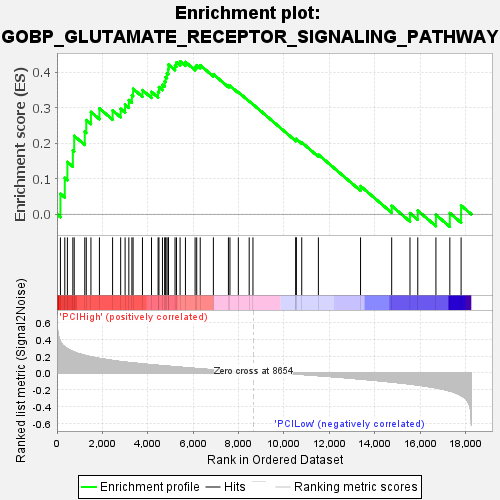 Enrichment plot:
GOBP_GLUTAMATE_RECEPTOR_SIGNALING_PATHWAY
Enrichment score (ES)
0.4
0.3
0.2
0.1
0.0
'PCIHigh' (positively correlated)
Ranked list metric (Signal2Noise)
0.6
0.4
0.2
0.0
-0.2
-0.4
-0.6
Zero cross at 8654
'PCILow' (negatively correlated)
0 2,000 4,000 6,000 8,000 10,000 12,000 14,000 16,000 18,000
Rank in Ordered Dataset
Enrichment profile Hits Ranking metric scores